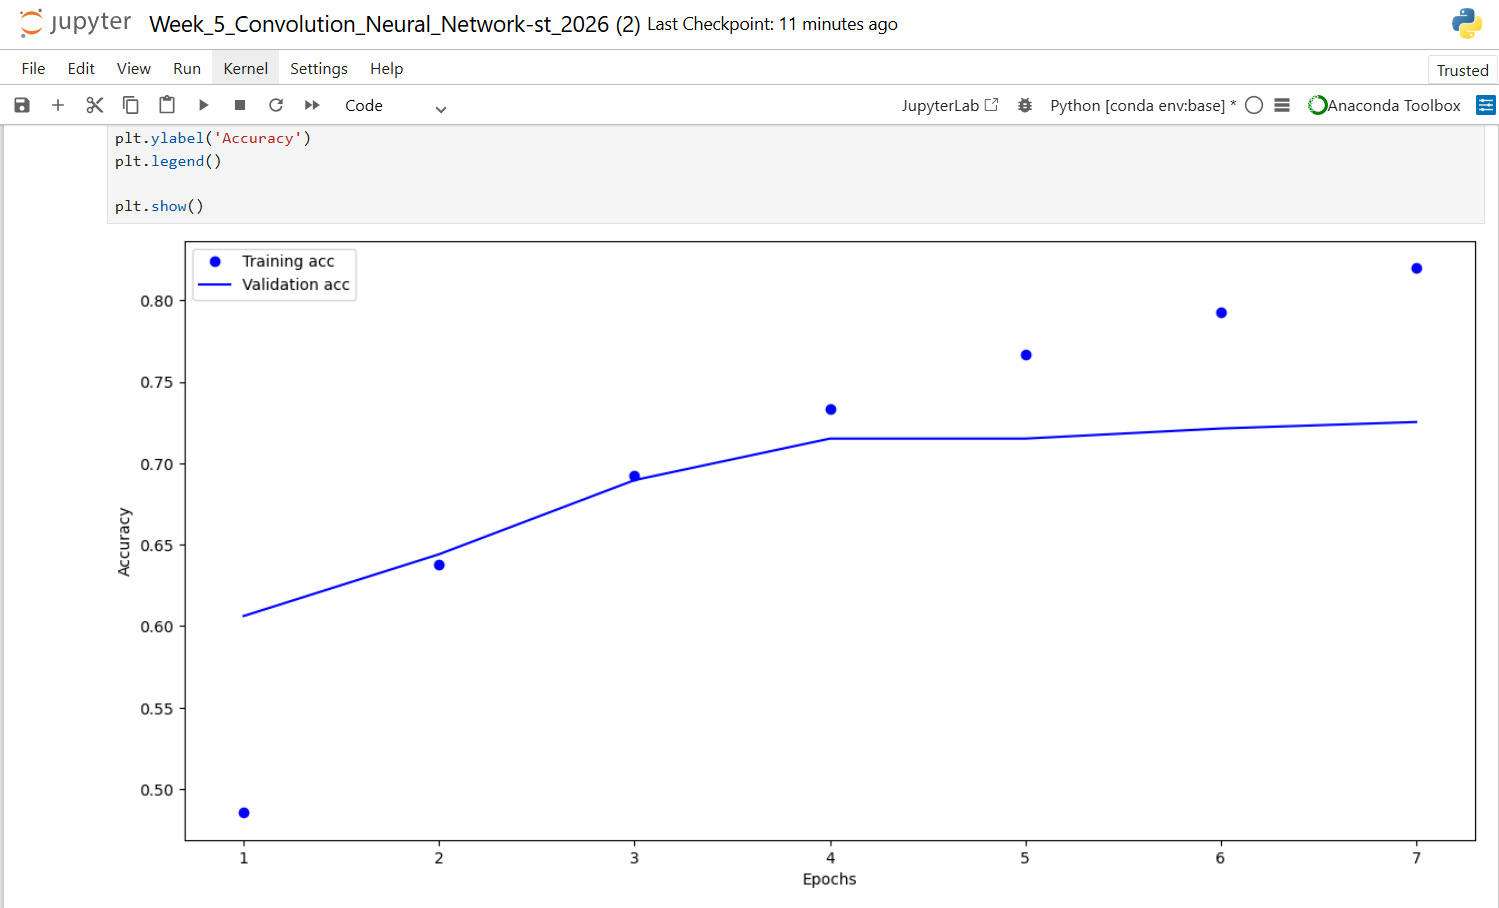 jupyter Week_5_Convolution_Neural_Network-st_2026 (2) Last Checkpoint: 11 minutes ago
File Edit View Run Kernel Settings Help Trusted
Code JupyterLab Python [conda env:base] * Anaconda Toolbox
plt.ylabel('Accuracy')
plt.legend()
plt.show()
Training acc
Validation acc
0.80
0.75
0.70
0.65
0.60
0.55
0.50
Accuracy
1 2 3 4 5 6 7
Epochs